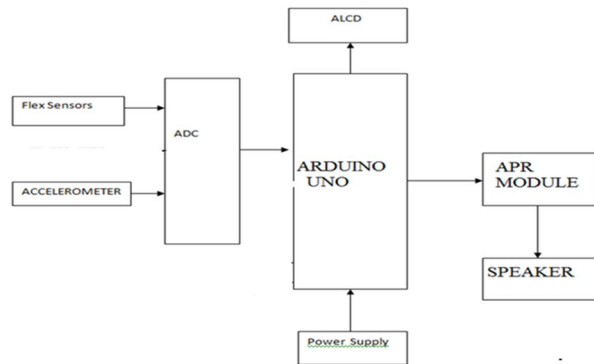 ALCD
Flex Sensors
ADC
ACCELEROMETER
ARDUINO
UNO
APR
MODULE
SPEAKER
Power Supply